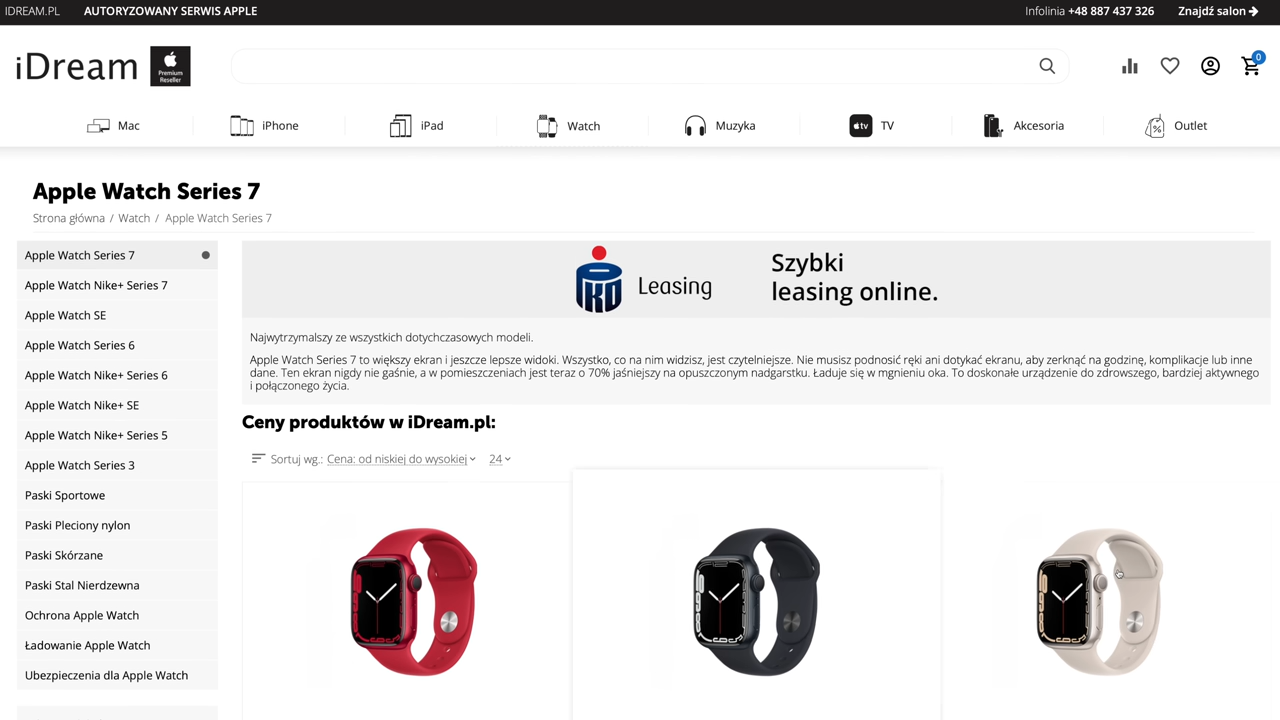 IDREAM.PL AUTORYZOWANY SERWIS APPLE Infolinia +48 887 437 326 Znajdź salon
iDream
Premium
Reseller
0
Mac iPhone iPad Watch Muzyka tv TV Akcesoria Outlet
Apple Watch Series 7
Strona główna / Watch / Apple Watch Series 7
Apple Watch Series 7
Apple Watch Nike+ Series 7
Apple Watch SE
Apple Watch Series 6
Apple Watch Nike+ Series 6
Apple Watch Nike+ SE
Apple Watch Nike+ Series 5
Apple Watch Series 3
Paski Sportowe
Paski Pleciony nylon
Paski Skórzane
Paski Stal Nierdzewna
Ochrona Apple Watch
Ładowanie Apple Watch
Ubezpieczenia dla Apple Watch
PKO Leasing
Szybki
leasing online.
Najwytrzymalszy ze wszystkich dotychczasowych modeli.
Apple Watch Series 7 to większy ekran i jeszcze lepsze widoki. Wszystko, co na nim widzisz, jest czytelniejsze. Nie musisz podnosić ręki ani dotykać ekranu, aby zerknąć na godzinę, komplikacje lub inne
dane. Ten ekran nigdy nie gaśnie, a w pomieszczeniach jest teraz o 70% jaśniejszy na opuszczonym nadgarstku. Ładuje się w mgnieniu oka. To doskonałe urządzenie do zdrowszego, bardziej aktywnego
i połączonego życia.
Ceny produktów w iDream.pl:
Sortuj wg.: Cena: od niskiej do wysokiej 24